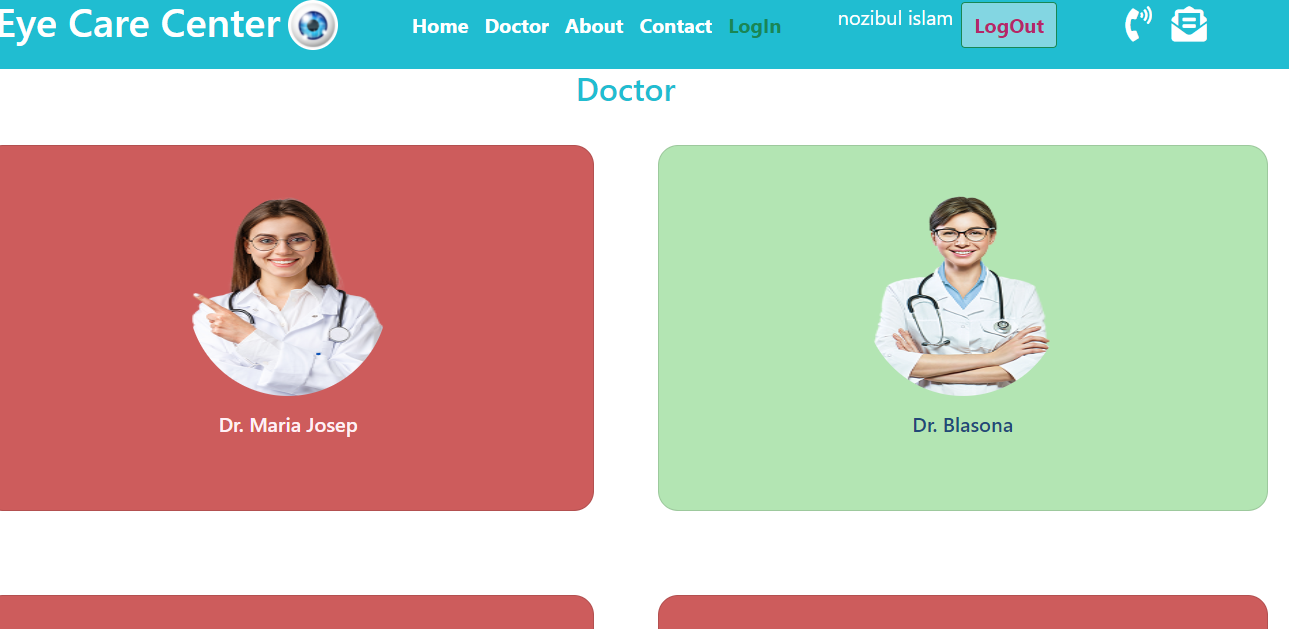 Eye Care Center
Home Doctor About Contact LogIn nozibul islam LogOut
Doctor
Dr. Maria Josep
Dr. Blasona